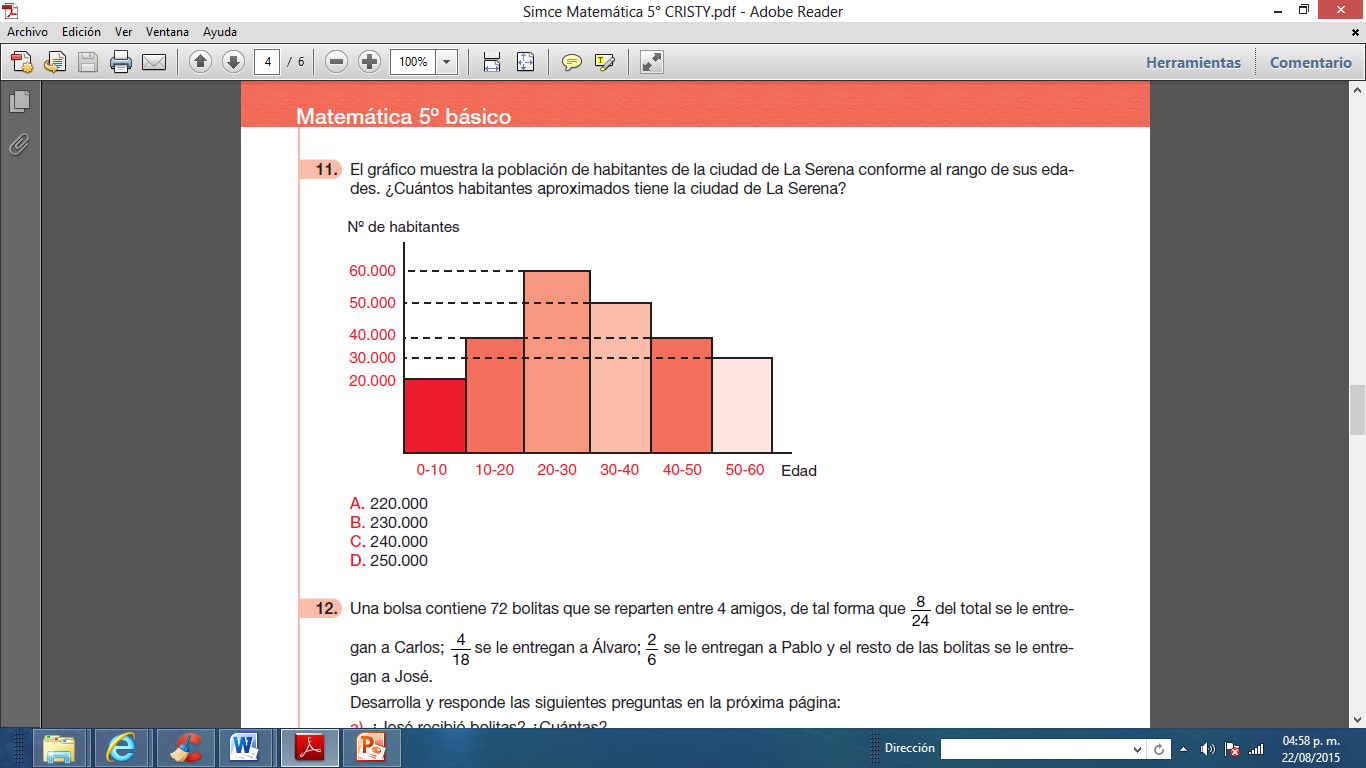 Simce Matemática 5° CRISTY.pdf - Adobe Reader
Archivo Edición Ver Ventana Ayuda
4 / 6 100% Herramientas Comentario
Matemática 5º básico
11. El gráfico muestra la población de habitantes de la ciudad de La Serena conforme al rango de sus eda-
des. ¿Cuántos habitantes aproximados tiene la ciudad de La Serena?
Nº de habitantes
60.000
50.000
40.000
30.000
20.000
0-10 10-20 20-30 30-40 40-50 50-60 Edad
A. 220.000
B. 230.000
C. 240.000
D. 250.000
12. Una bolsa contiene 72 bolitas que se reparten entre 4 amigos, de tal forma que 8/24 del total se le entre-
gan a Carlos; 4/18 se le entregan a Álvaro; 2/6 se le entregan a Pablo y el resto de las bolitas se le entre-
gan a José.
Desarrolla y responde las siguientes preguntas en la próxima página:
a) ¿José recibió bolitas? ¿Cuántas?
Dirección 04:58 p. m.
22/08/2015